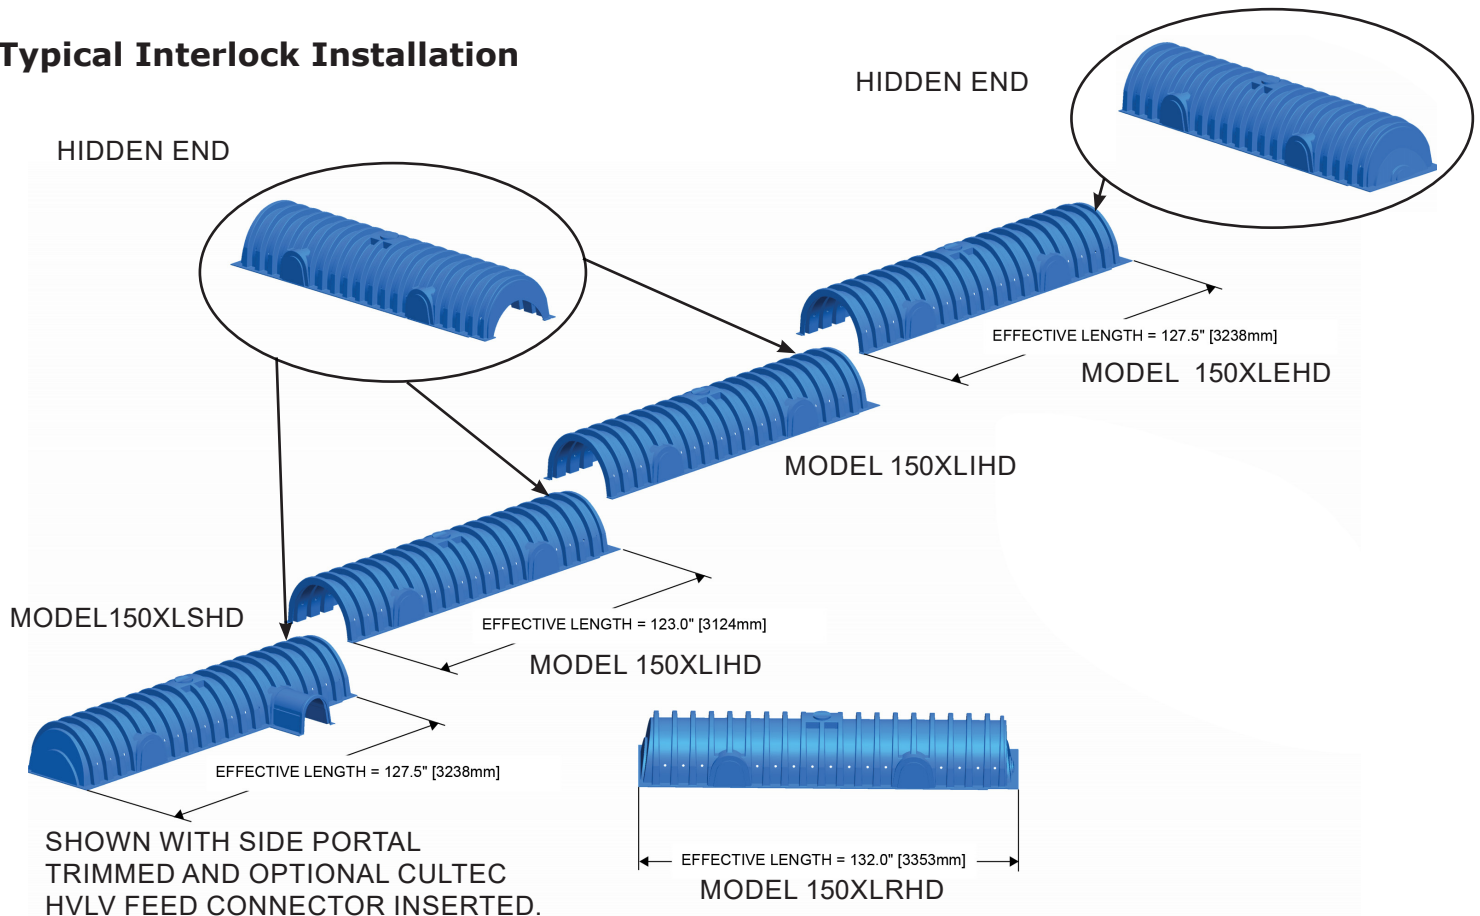 Typical Interlock Installation
HIDDEN END
HIDDEN END
EFFECTIVE LENGTH = 127.5" [3238mm]
MODEL 150XLEHD
MODEL 150XLIHD
MODEL150XLSHD
EFFECTIVE LENGTH = 123.0" [3124mm]
MODEL 150XLIHD
EFFECTIVE LENGTH = 127.5" [3238mm]
SHOWN WITH SIDE PORTAL
TRIMMED AND OPTIONAL CULTEC
HVLV FEED CONNECTOR INSERTED.
EFFECTIVE LENGTH = 132.0" [3353mm]
MODEL 150XLRHD